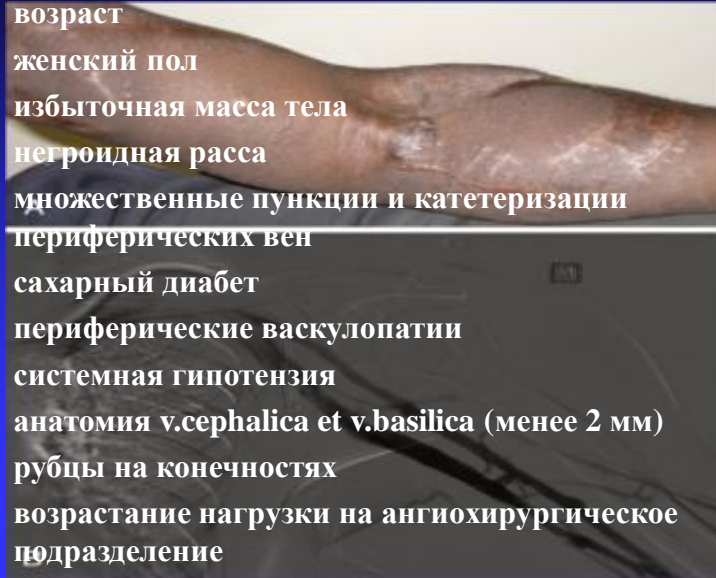 возраст
женский пол
избыточная масса тела
негроидная расса
множественные пункции и катетеризации
A
периферических вен
сахарный диабет
периферические васкулопатии
системная гипотензия
анатомия v.cephalica et v.basilica (менее 2 мм)
рубцы на конечностях
возрастание нагрузки на ангиохирургическое
подразделение
B